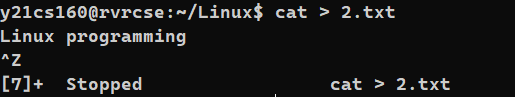 y21cs160@rvrcse:~/Linux$ cat > 2.txt
Linux programming
^Z
[7]+  Stopped                 cat > 2.txt